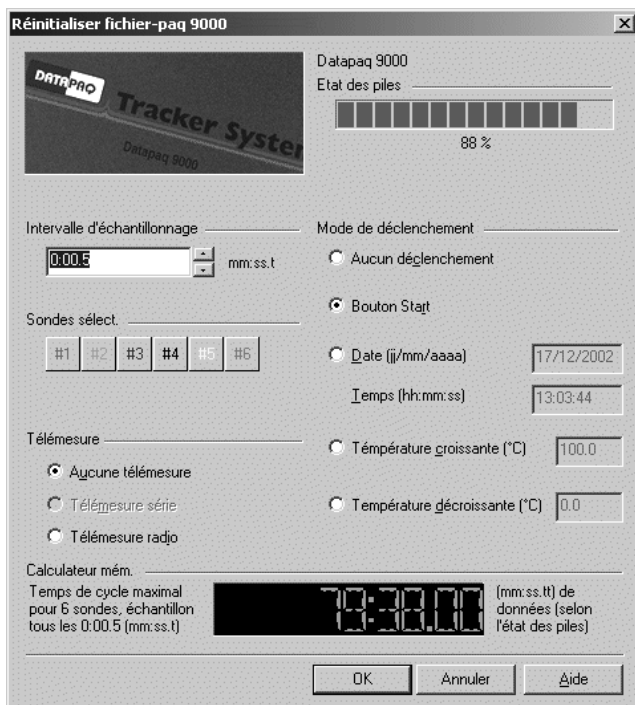 Réinitialiser fichier-paq 9000
DATAPAQ
Tracker System
Datapaq 9000
Datapaq 9000
Etat des piles
88 %
Intervalle d'échantillonnage
0:00.5 mm:ss.t
Sondes sélect.
#1 #2 #3 #4 #5 #6
Télémesure
Aucune télémesure
Télémesure série
Télémesure radio
Mode de déclenchement
Aucun déclenchement
Bouton Start
Date (jj/mm/aaaa) 17/12/2002
Temps (hh:mm:ss) 13:03:44
Témpérature croissante (°C) 100.0
Température décroissante (°C) 0.0
Calculateur mém.
Temps de cycle maximal
pour 6 sondes, échantillon
tous les 0:00.5 (mm:ss.t)
79:38.00
(mm:ss.tt) de
données (selon
l'état des piles)
OK Annuler Aide